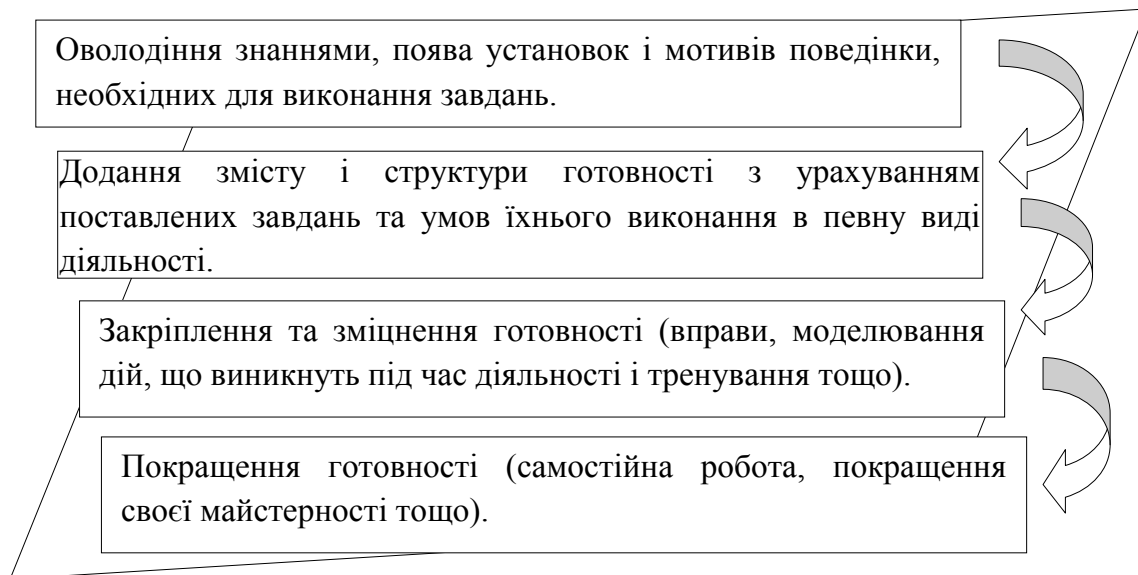 Оволодіння знаннями, поява установок і мотивів поведінки,
необхідних для виконання завдань.
Додання змісту і структури готовності з урахуванням
поставлених завдань та умов їхнього виконання в певну виді
діяльності.
Закріплення та зміцнення готовності (вправи, моделювання
дій, що виникнуть під час діяльності і тренування тощо).
Покращення готовності (самостійна робота, покращення
своєї майстерності тощо).